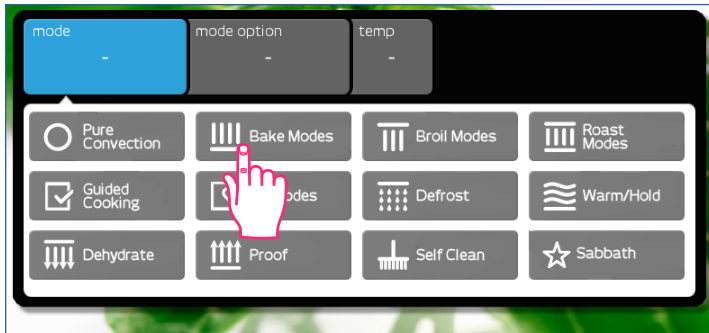 mode
-
mode option
-
temp
-
Pure
Convection
Bake Modes
Broil Modes
Roast
Modes
Guided
Cooking
Defrost
Warm/Hold
Dehydrate
Proof
Self Clean
Sabbath